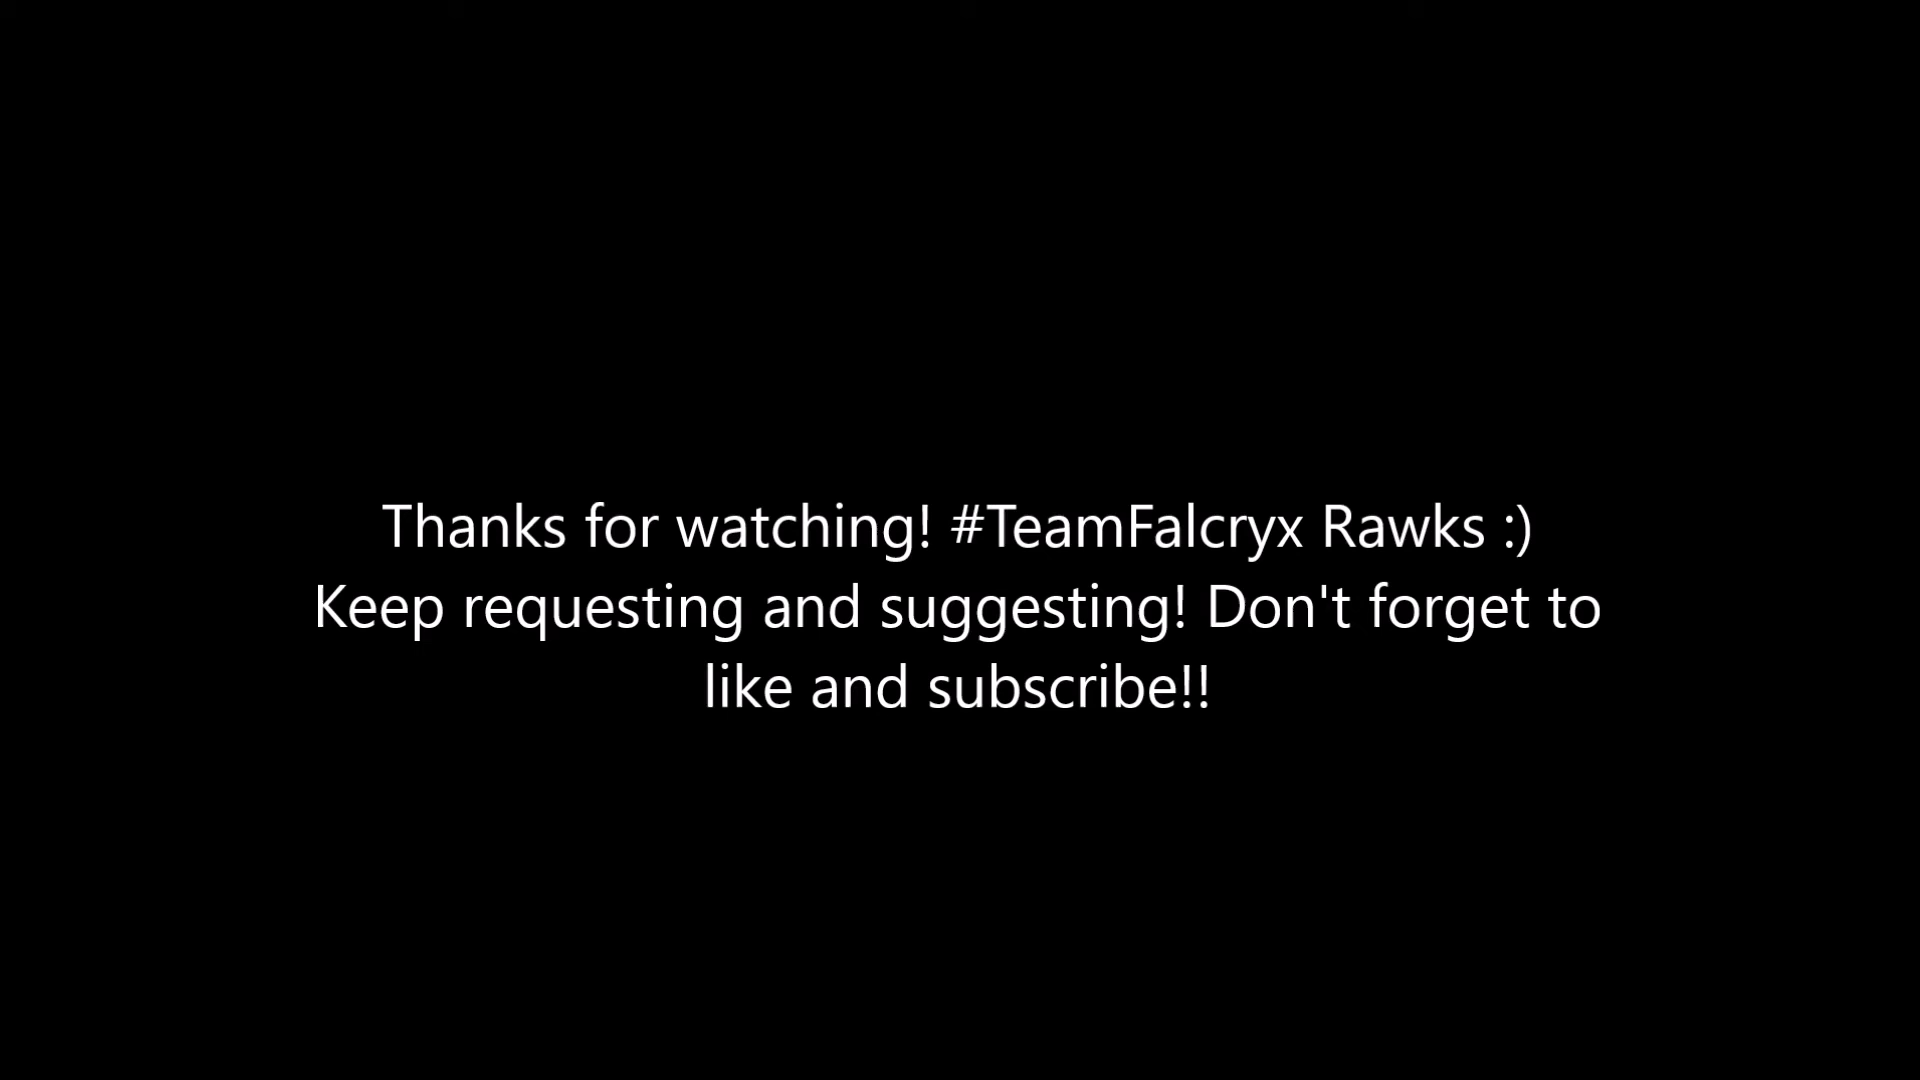 Thanks for watching! #TeamFalcryx Rawks :)
Keep requesting and suggesting! Don't forget to
like and subscribe!!